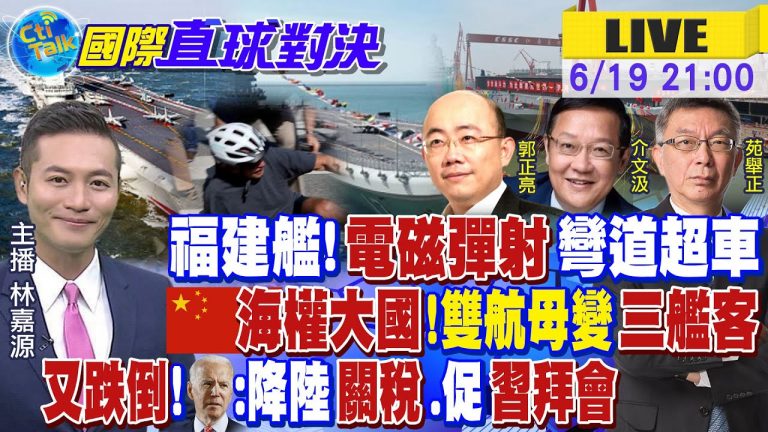 Cti Talk
國際直球對決
LIVE
6/19 21:00
主播 林嘉源
郭正亮
介文汲
苑舉正
福建艦!電磁彈射 彎道超車
海權大國!雙航母變三艦客
又跌倒! :降陸關稅.促習拜會